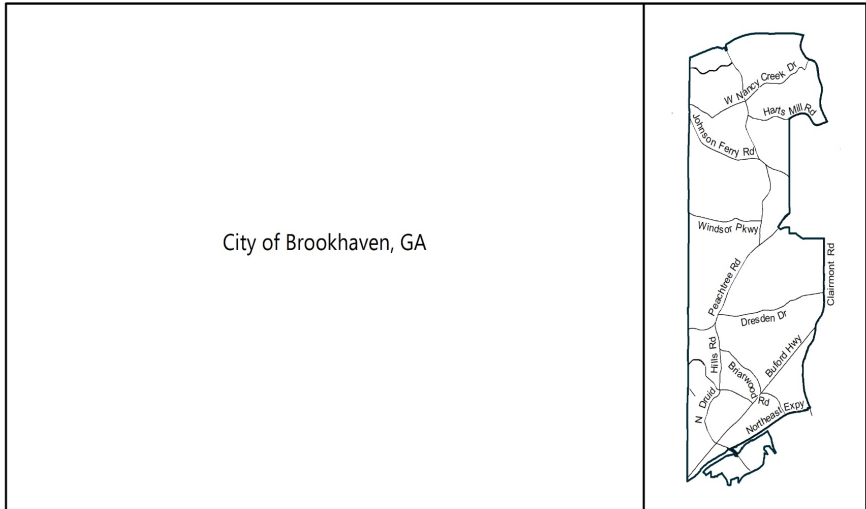 City of Brookhaven, GA
W Nancy Creek Dr
Harts Mill Rd
Johnson Ferry Rd
Windsor Pkwy
Peachtree Rd
Clairmont Rd
Dresden Dr
N Druid Hills Rd
Briarwood Rd
Buford Hwy
Northeast Expy